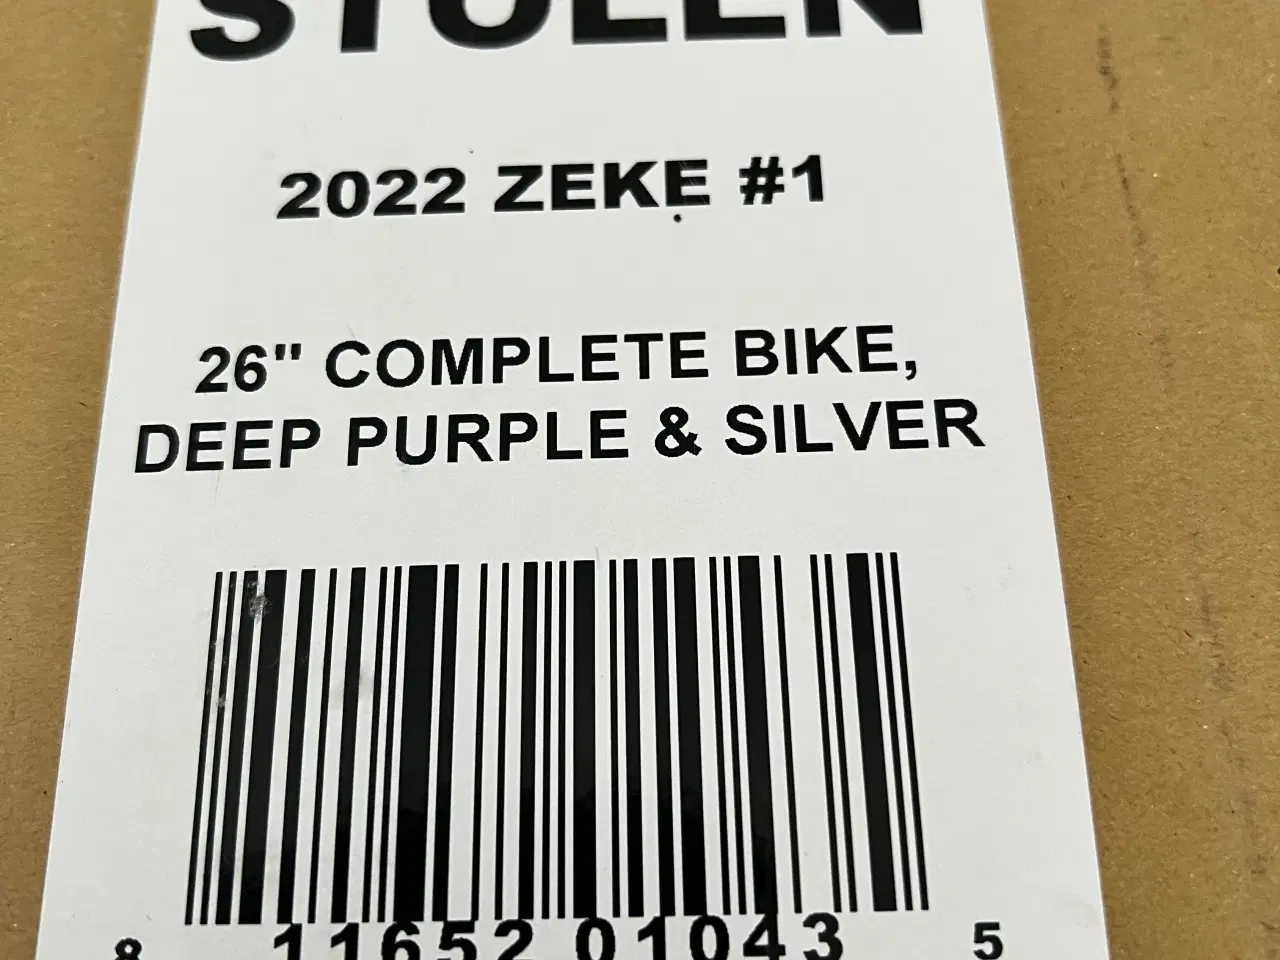 STOLEN
2022 ZEKE #1
26" COMPLETE BIKE,
DEEP PURPLE & SILVER
8 11652 01043 5